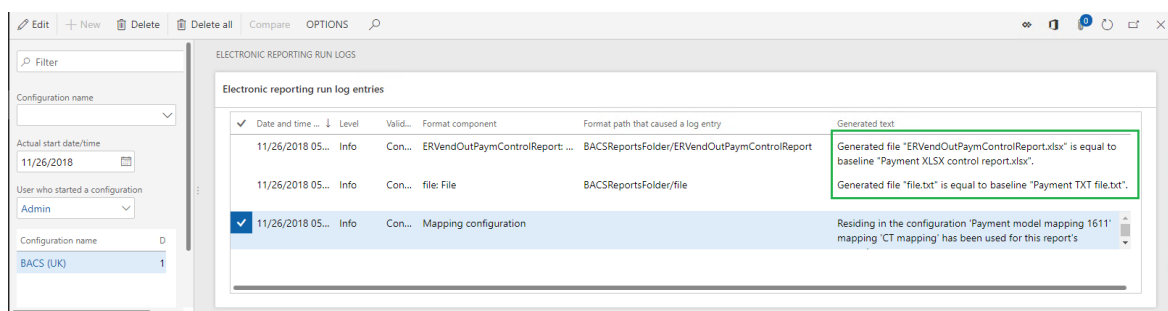 Edit + New Delete Delete all Compare OPTIONS
0
Filter
Configuration name
Actual start date/time
11/26/2018
User who started a configuration
Admin
Configuration name D
BACS (UK) 1
ELECTRONIC REPORTING RUN LOGS
Electronic reporting run log entries
Date and time ... ↓ Level Valid... Format component Format path that caused a log entry Generated text
11/26/2018 05... Info Con... ERVendOutPaymControlReport: ... BACSReportsFolder/ERVendOutPaymControlReport Generated file "ERVendOutPaymControlReport.xlsx" is equal to
baseline "Payment XLSX control report.xlsx".
11/26/2018 05... Info Con... file: File BACSReportsFolder/file Generated file "file.txt" is equal to baseline "Payment TXT file.txt".
11/26/2018 05... Info Con... Mapping configuration Residing in the configuration 'Payment model mapping 1611'
mapping 'CT mapping' has been used for this report's